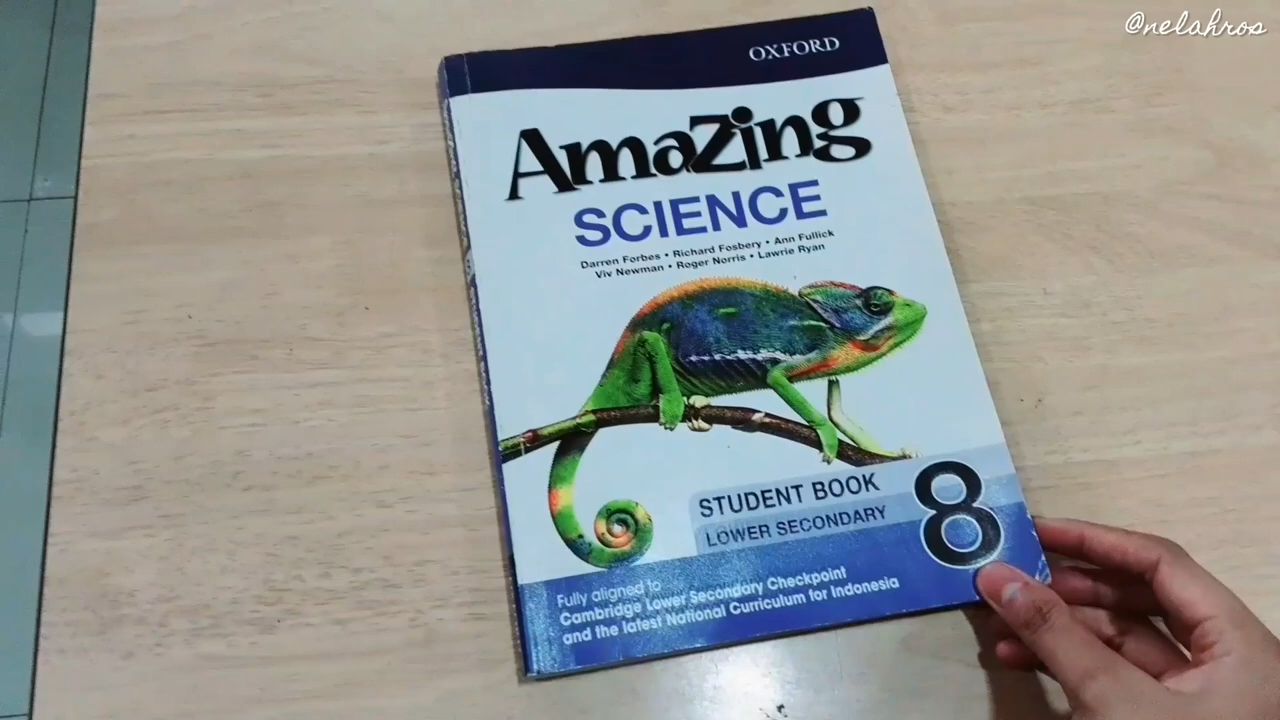 @nelahros
OXFORD
Amazing
SCIENCE
Darren Forbes • Richard Fosbery • Ann Fullick
Viv Newman • Roger Norris • Lawrie Ryan
STUDENT BOOK
LOWER SECONDARY
8
Fully aligned to
Cambridge Lower Secondary Checkpoint
and the latest National Curriculum for Indonesia